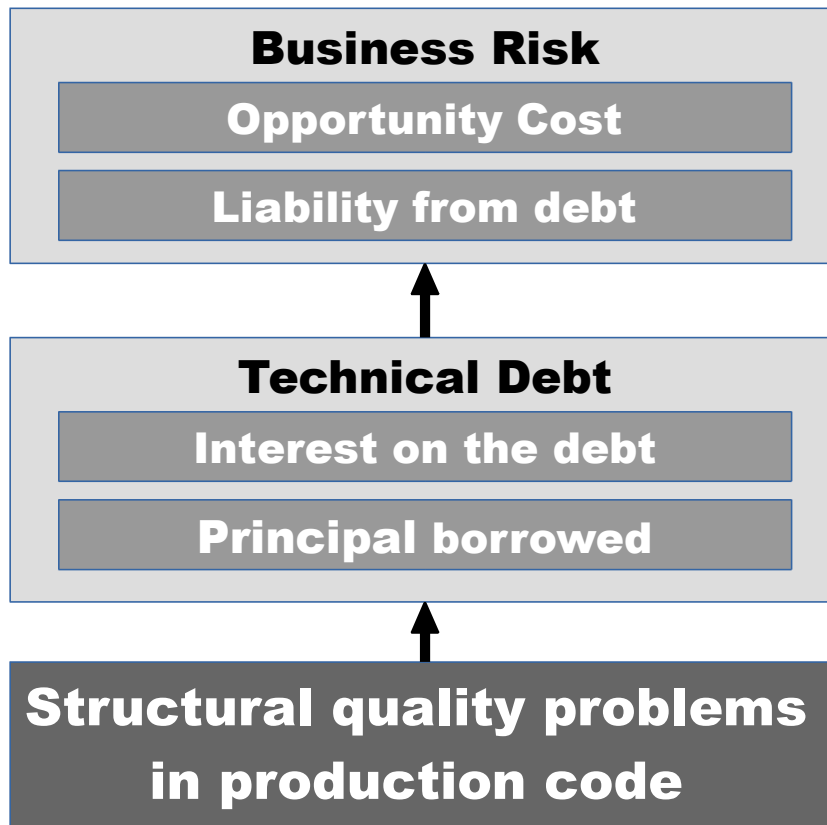 Business Risk
Opportunity Cost
Liability from debt
Technical Debt
Interest on the debt
Principal borrowed
Structural quality problems
in production code